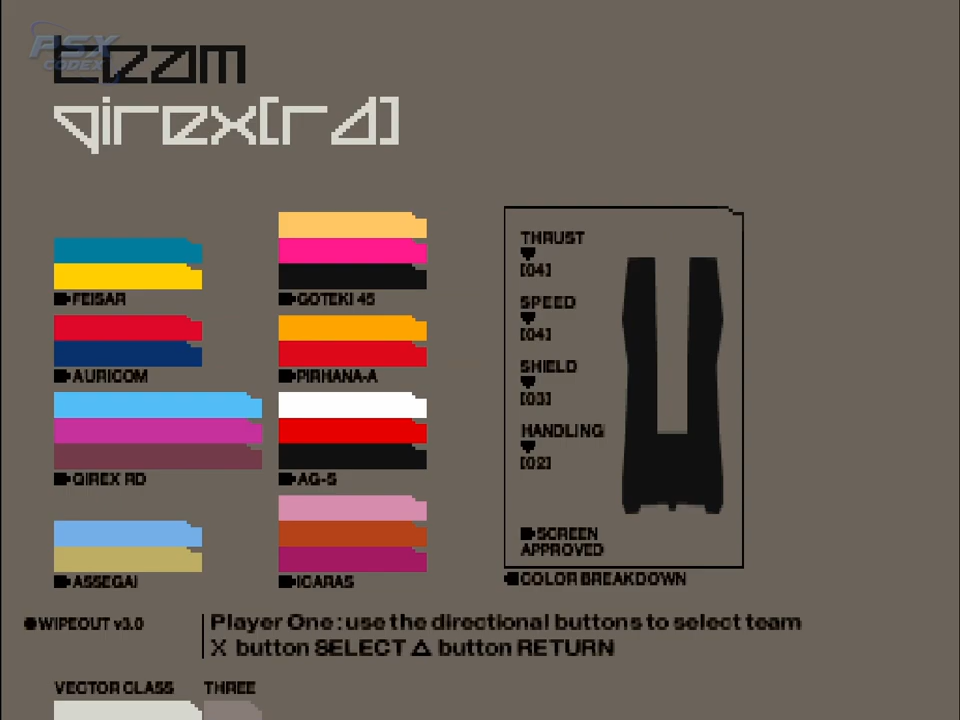 PSX
CODEX
team
qirex[rd]
FEISAR
GOTEKI 45
AURICOM
PIRHANA-A
QIREX RD
AG-S
ASSEGAI
ICARAS
THRUST
[04]
SPEED
[04]
SHIELD
[03]
HANDLING
[02]
SCREEN
APPROVED
COLOR BREAKDOWN
WIPEOUT v3.0
Player One : use the directional buttons to select team
X button SELECT △ button RETURN
VECTOR CLASS THREE